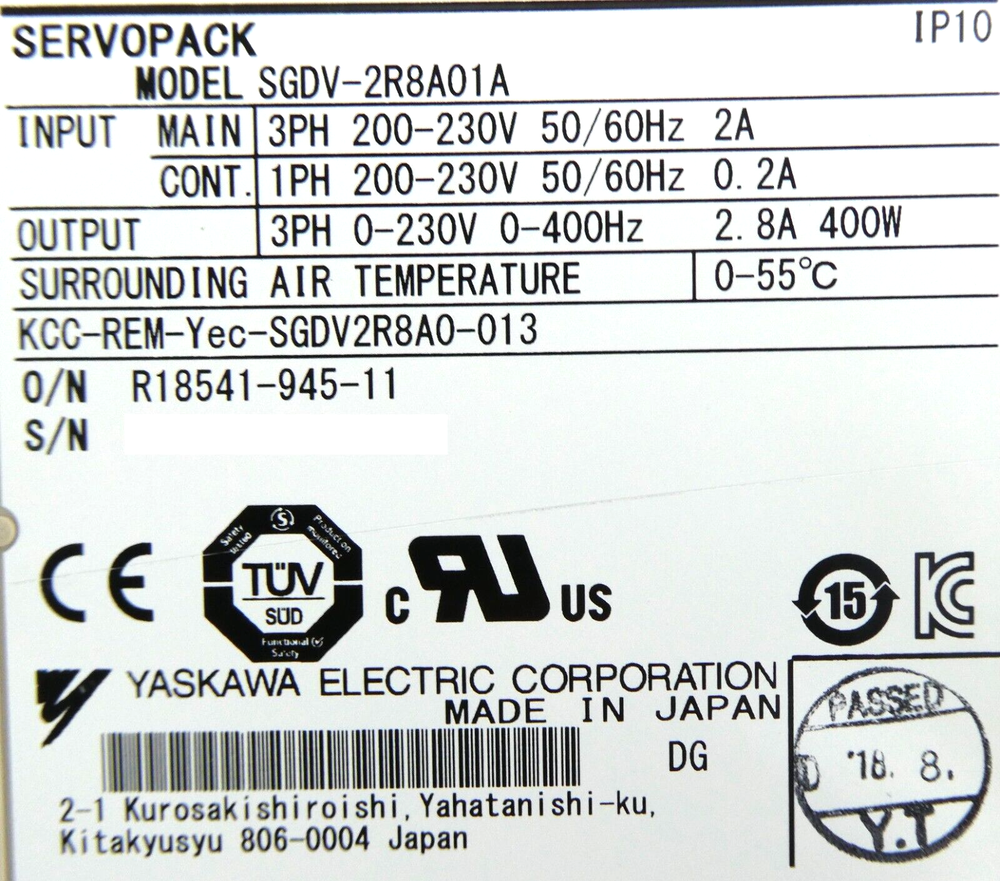 IP10
SERVOPACK
MODEL SGDV-2R8A01A
INPUT MAIN 3PH 200-230V 50/60Hz 2A
CONT. 1PH 200-230V 50/60Hz 0.2A
OUTPUT 3PH 0-230V 0-400Hz 2.8A 400W
SURROUNDING AIR TEMPERATURE 0-55℃
KCC-REM-Yec-SGDV2R8A0-013
O/N R18541-945-11
S/N
CE
Safety
Production
monitored
TÜV
SÜD
Functional
Safety
c RU US
15
KC
YASKAWA ELECTRIC CORPORATION
MADE IN JAPAN
DG
2-1 Kurosakishiroishi, Yahatanishi-ku,
Kitakyusyu 806-0004 Japan
PASSED
D '18. 8.
Y.T